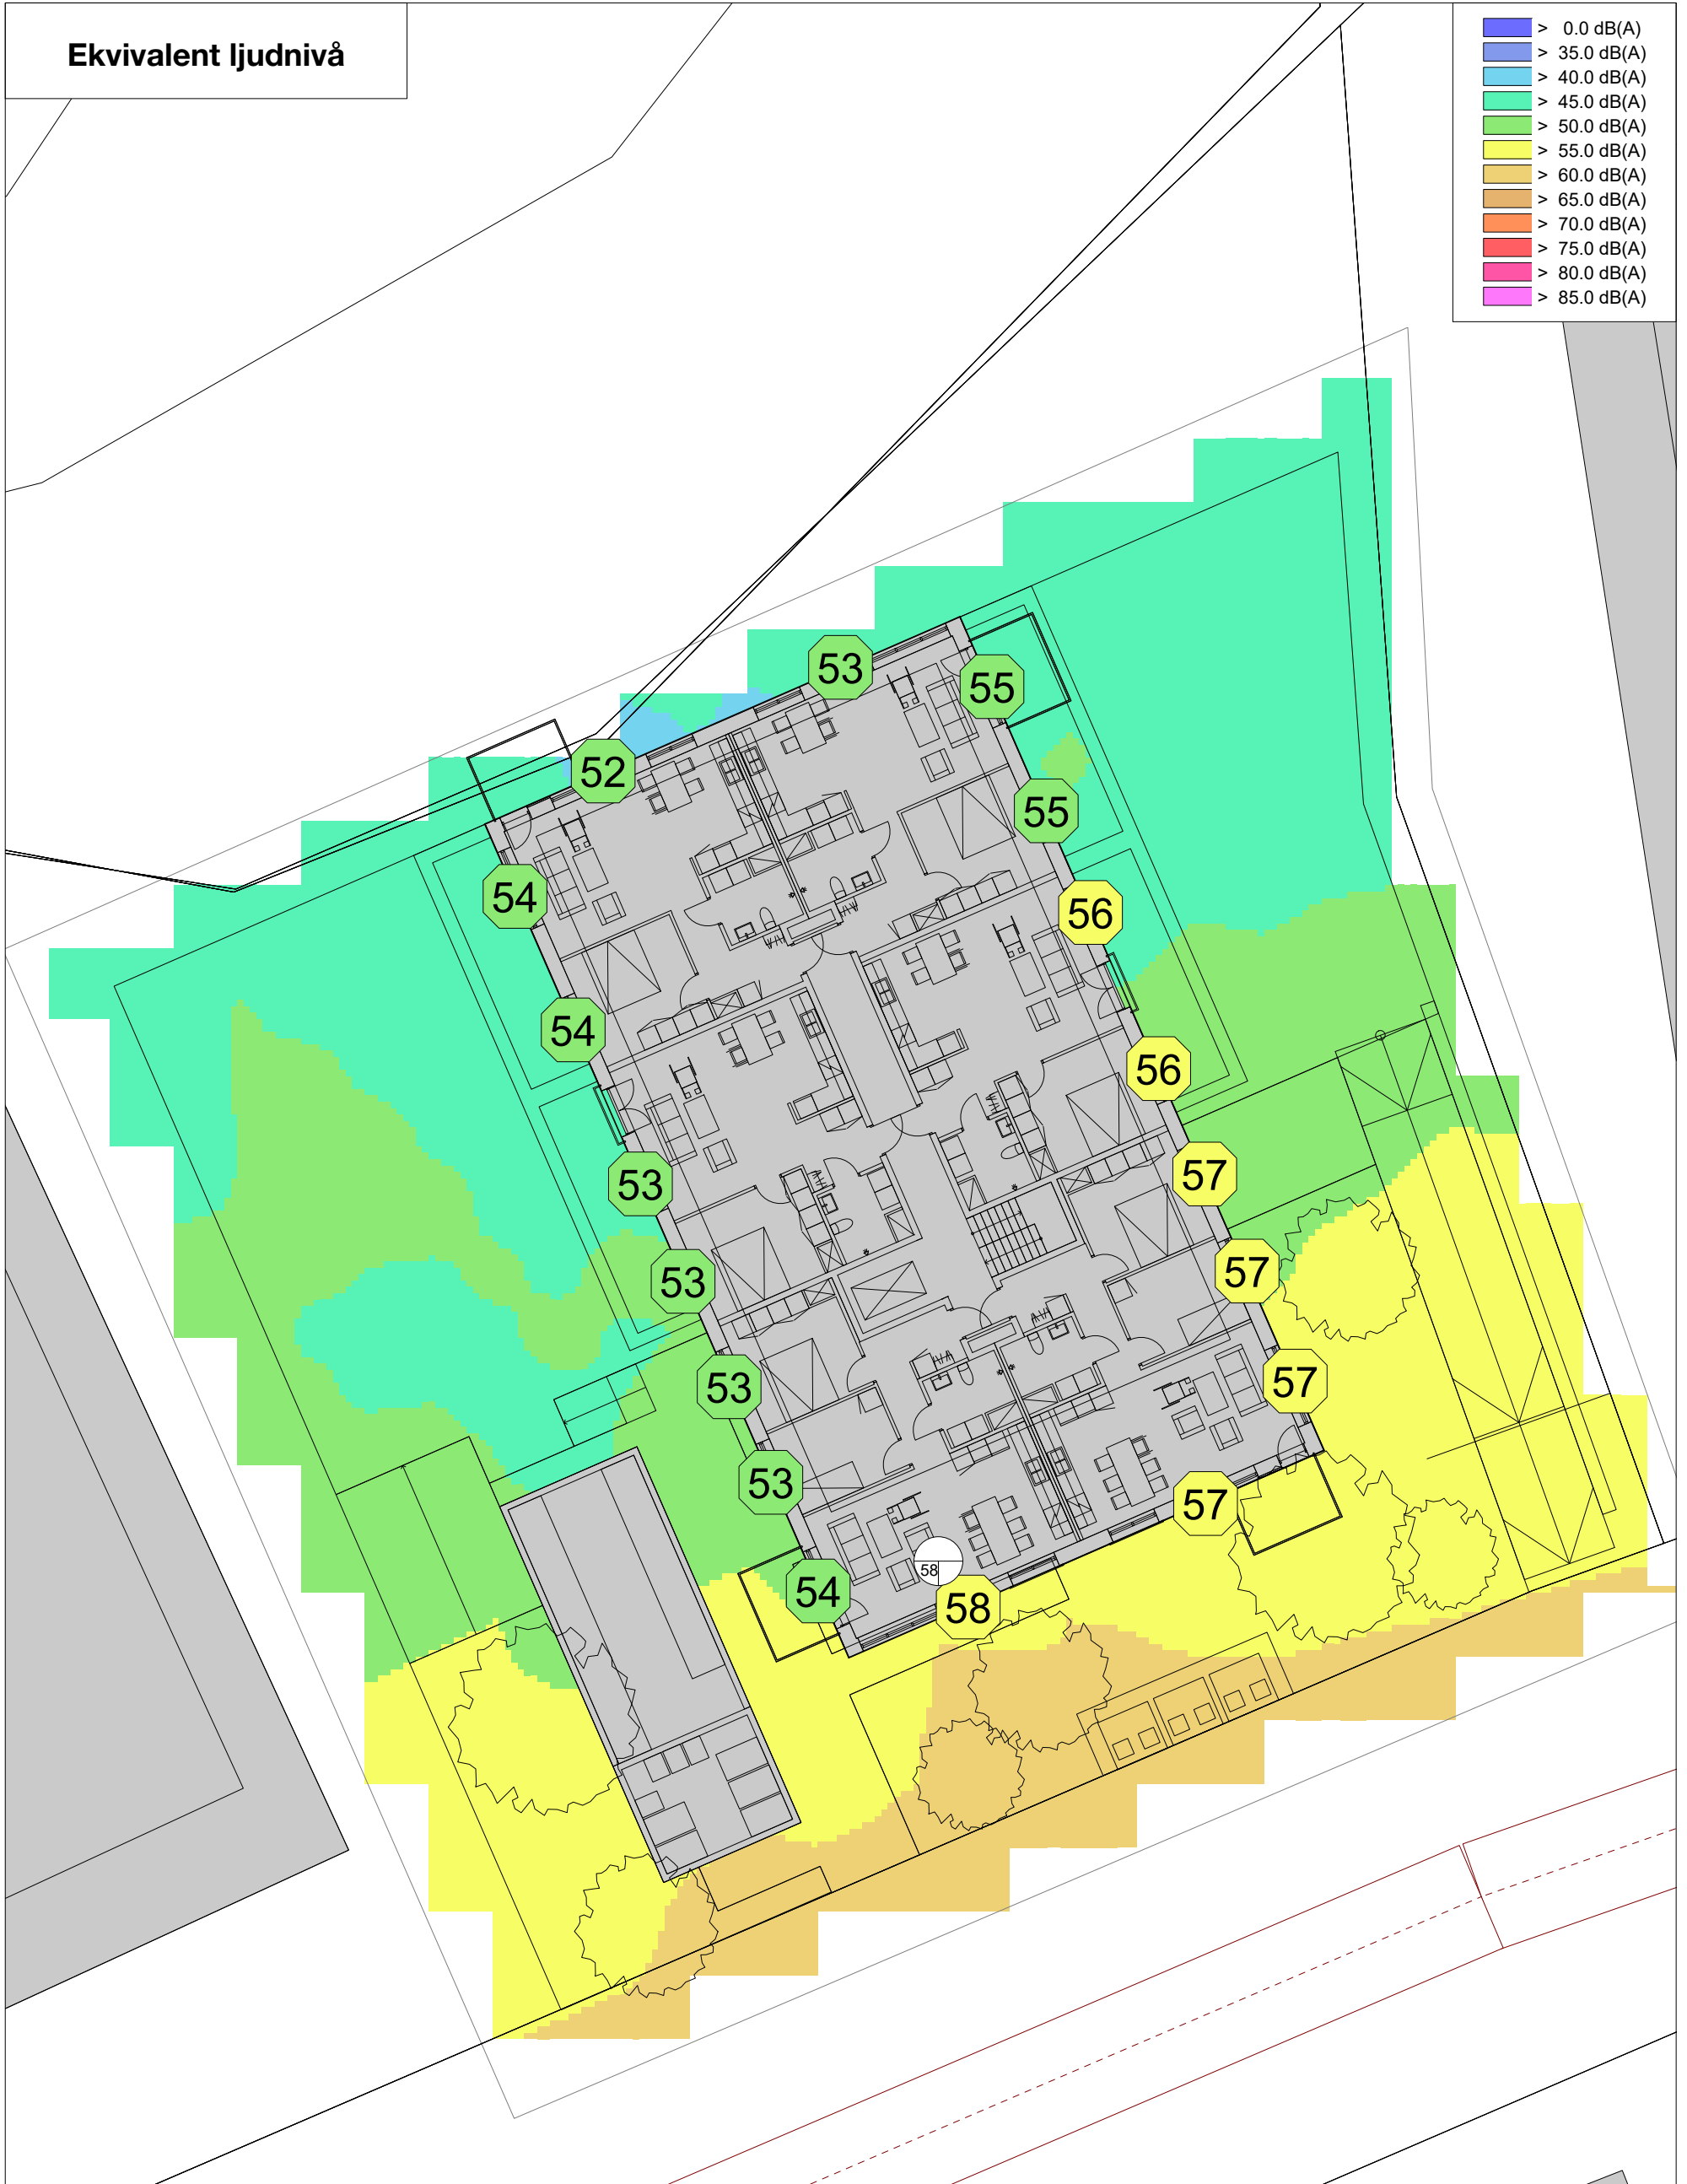 Ekvivalent ljudnivå
> 0.0 dB(A)
> 35.0 dB(A)
> 40.0 dB(A)
> 45.0 dB(A)
> 50.0 dB(A)
> 55.0 dB(A)
> 60.0 dB(A)
> 65.0 dB(A)
> 70.0 dB(A)
> 75.0 dB(A)
> 80.0 dB(A)
> 85.0 dB(A)
53
55
52
55
54
56
54
56
53
57
53
57
53
57
53
57
58
54
58